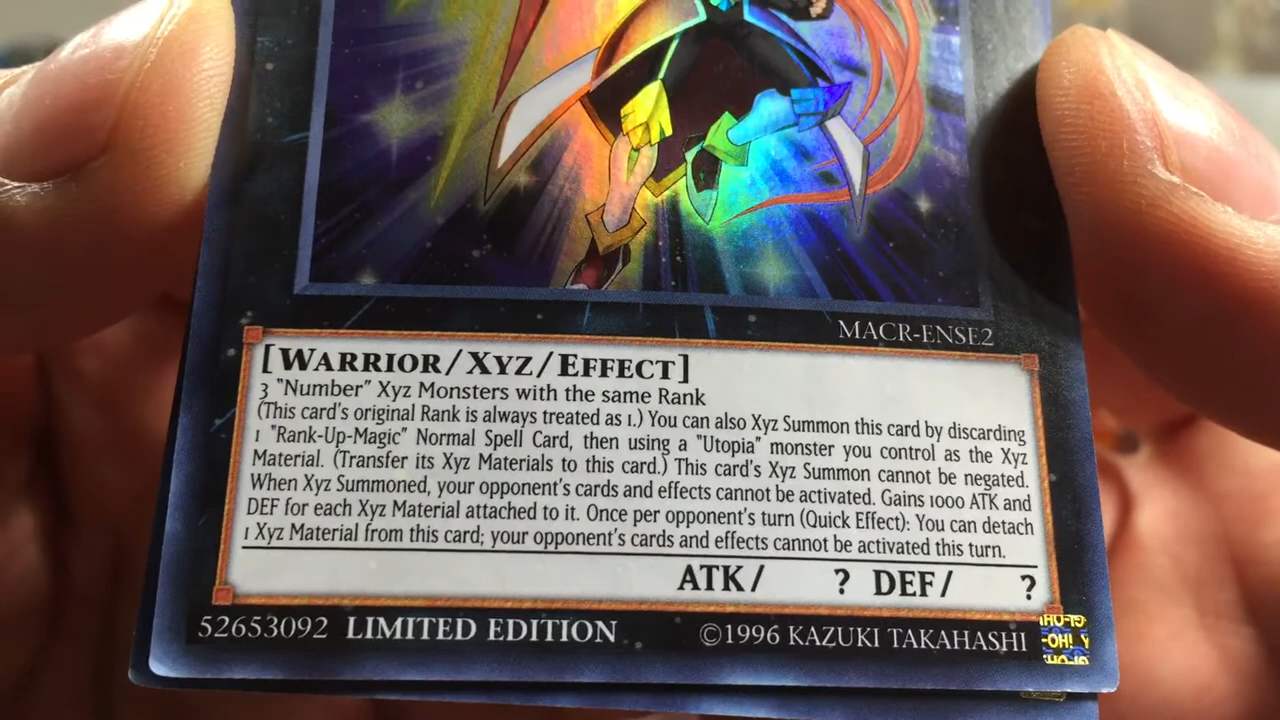 MACR-ENSE2
[WARRIOR/XYZ/EFFECT]
3 "Number" Xyz Monsters with the same Rank
(This card's original Rank is always treated as 1.) You can also Xyz Summon this card by discarding
1 "Rank-Up-Magic" Normal Spell Card, then using a "Utopia" monster you control as the Xyz
Material. (Transfer its Xyz Materials to this card.) This card's Xyz Summon cannot be negated.
When Xyz Summoned, your opponent's cards and effects cannot be activated. Gains 1000 ATK and
DEF for each Xyz Material attached to it. Once per opponent's turn (Quick Effect): You can detach
1 Xyz Material from this card; your opponent's cards and effects cannot be activated this turn.
ATK/ ? DEF/ ?
52653092 LIMITED EDITION ©1996 KAZUKI TAKAHASHI